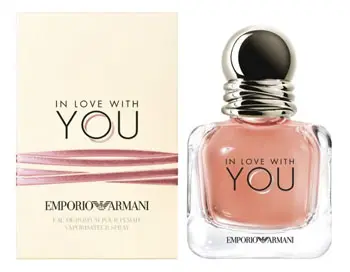 IN LOVE WITH
YOU
EMPORIO ARMANI
EAU DE PARFUM POUR FEMME
VAPORISATEUR SPRAY
IN LOVE WITH
YOU
EMPORIO ARMANI